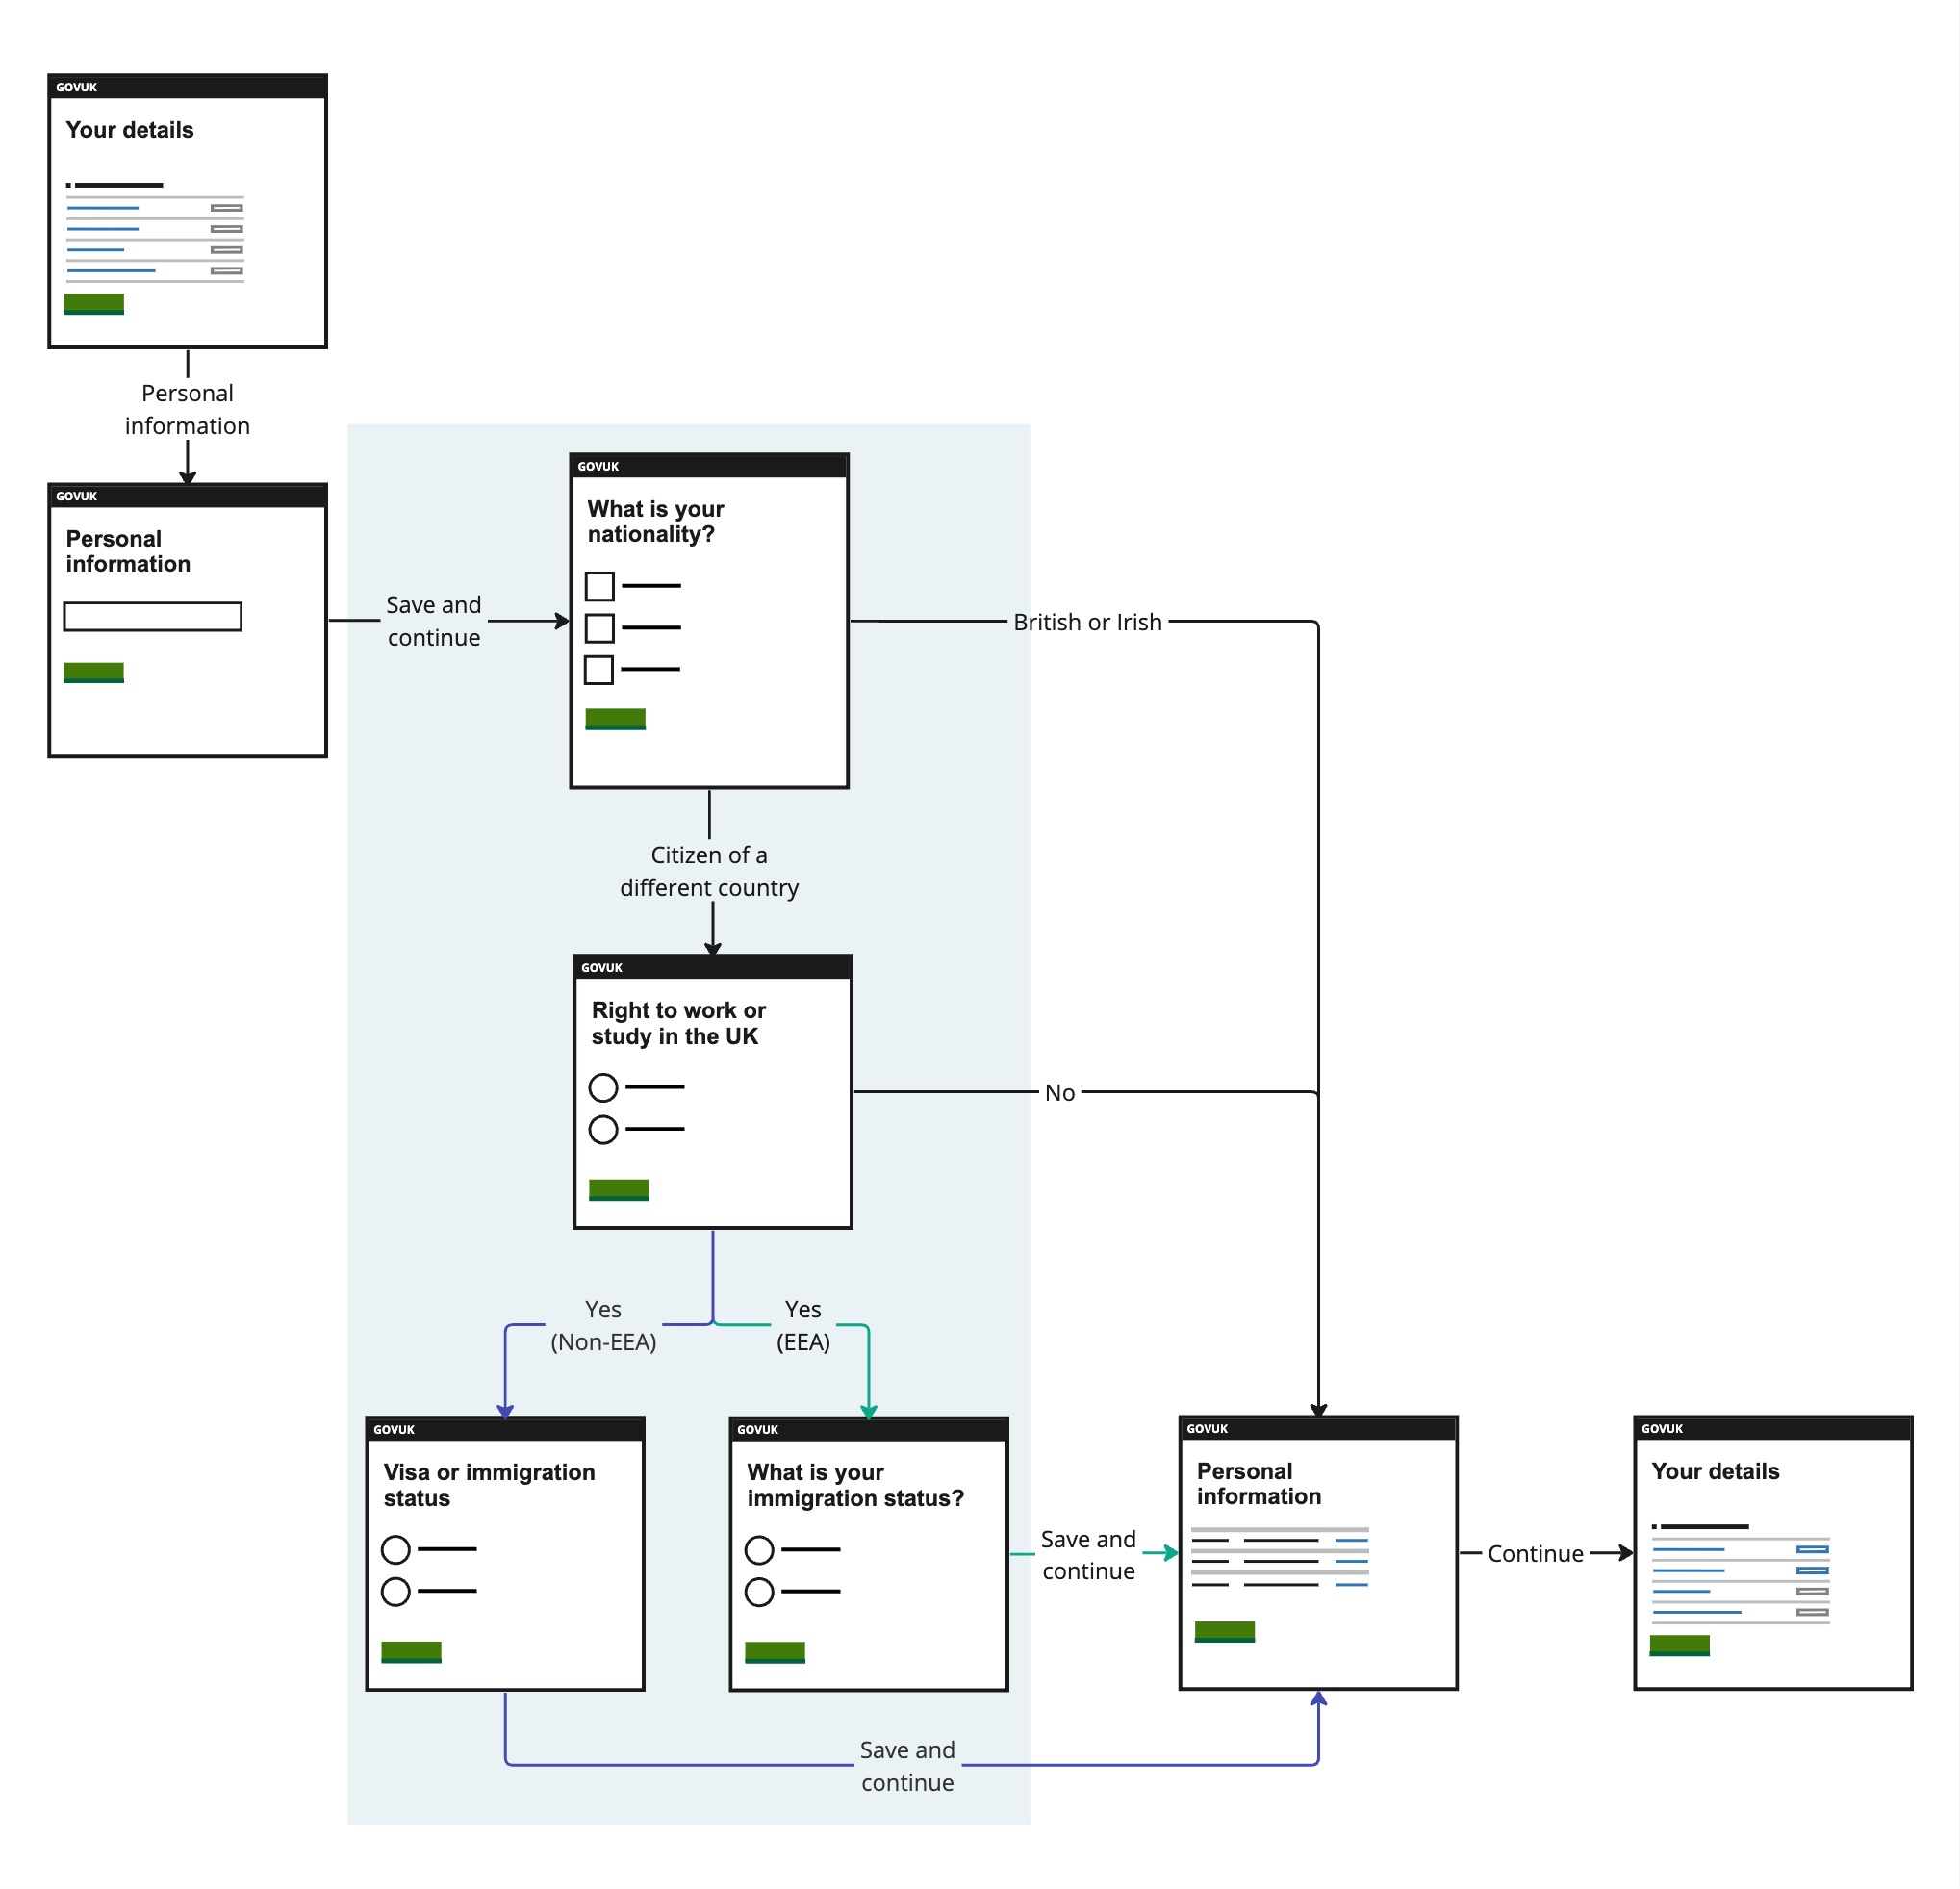 GOVUK
Your details
Personal
information
GOVUK
Personal
information
Save and
continue
GOVUK
What is your
nationality?
British or Irish
Citizen of a
different country
GOVUK
Right to work or
study in the UK
No
Yes
(Non-EEA)
Yes
(EEA)
GOVUK
Visa or immigration
status
GOVUK
What is your
immigration status?
Save and
continue
GOVUK
Personal
information
Continue
GOVUK
Your details
Save and
continue